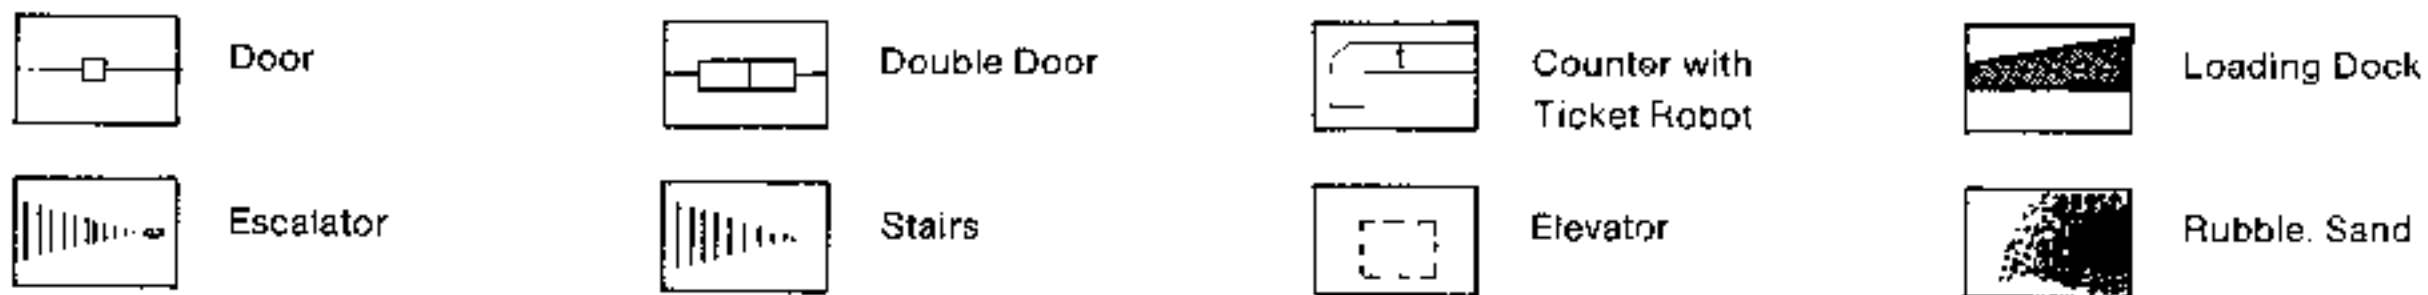 Door
Double Door
t
Counter with
Ticket Robot
Loading Dock
Escalator
Stairs
Elevator
Rubble. Sand